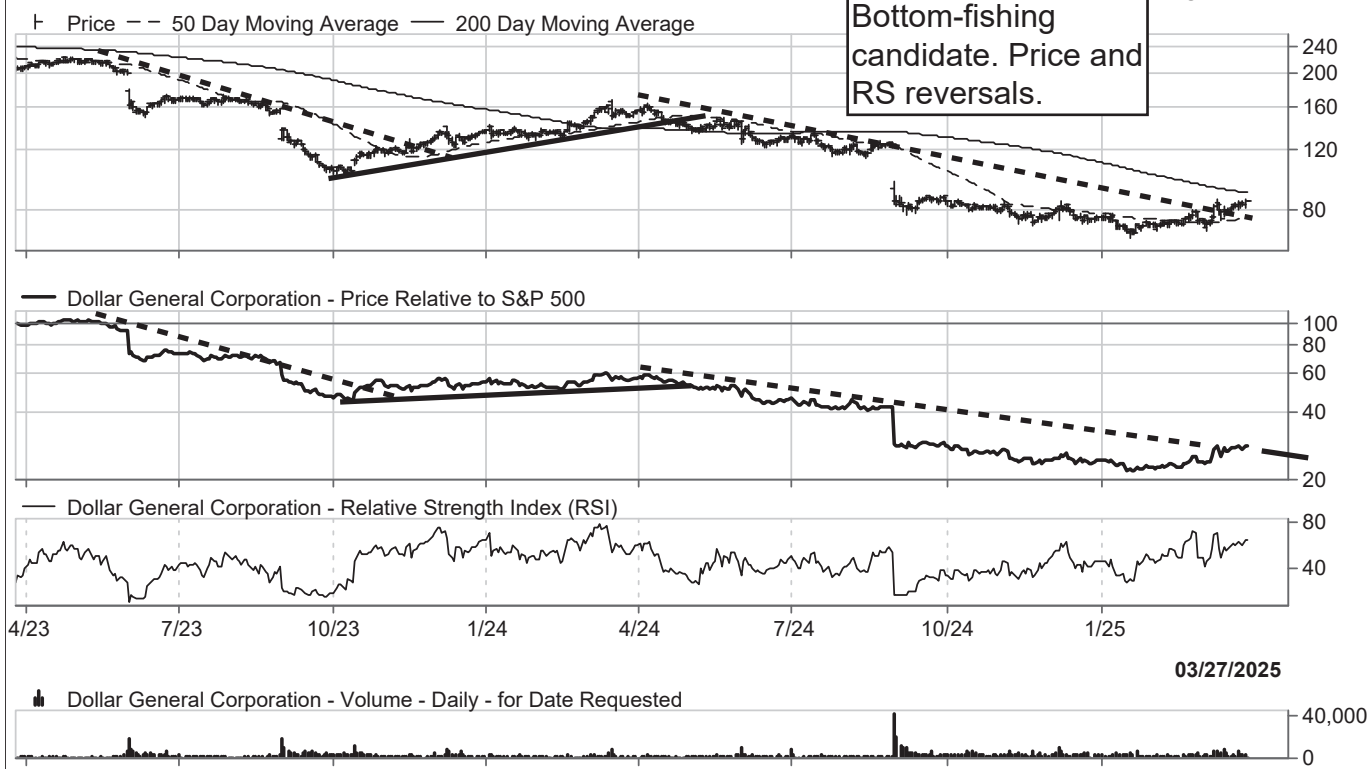 Price 50 Day Moving Average 200 Day Moving Average
Bottom-fishing
candidate. Price and
RS reversals.
240
200
160
120
80
Dollar General Corporation - Price Relative to S&P 500
100
80
60
40
20
Dollar General Corporation - Relative Strength Index (RSI)
80
40
4/23 7/23 10/23 1/24 4/24 7/24 10/24 1/25
03/27/2025
Dollar General Corporation - Volume - Daily - for Date Requested
40,000
0